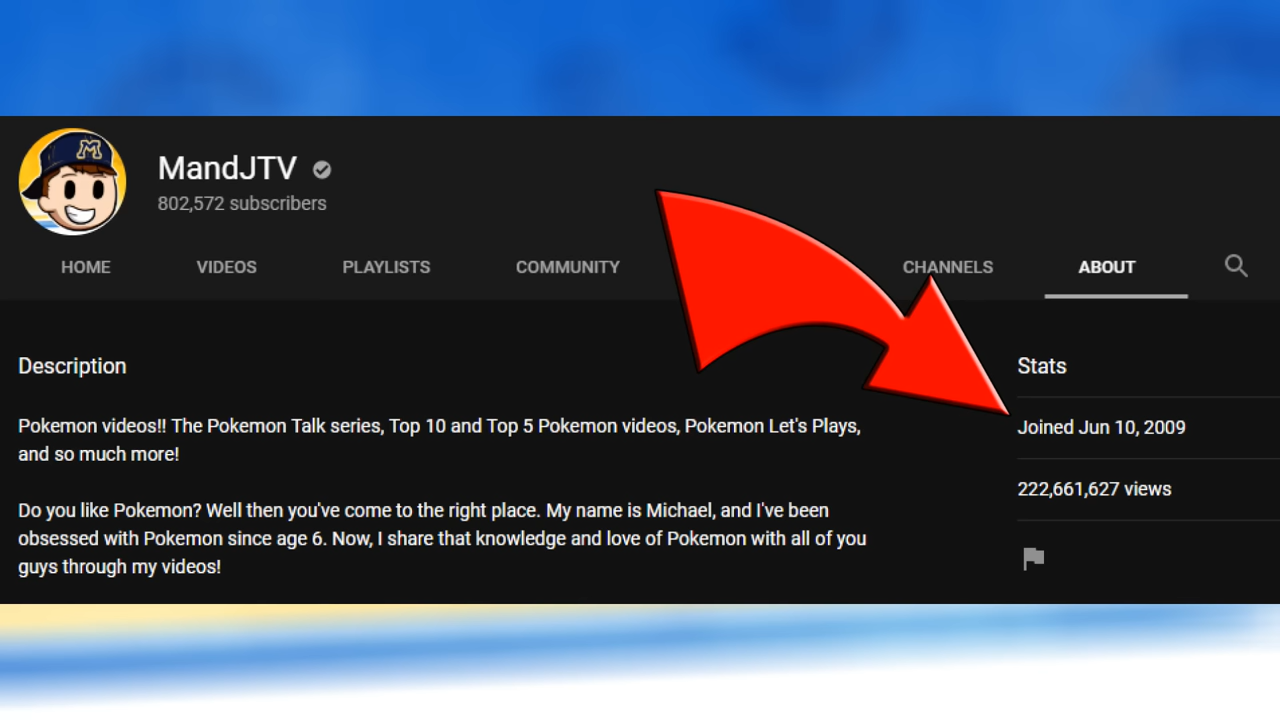 M
MandJTV
802,572 subscribers
HOME VIDEOS PLAYLISTS COMMUNITY CHANNELS ABOUT
Description
Pokemon videos!! The Pokemon Talk series, Top 10 and Top 5 Pokemon videos, Pokemon Let's Plays,
and so much more!
Do you like Pokemon? Well then you've come to the right place. My name is Michael, and I've been
obsessed with Pokemon since age 6. Now, I share that knowledge and love of Pokemon with all of you
guys through my videos!
Stats
Joined Jun 10, 2009
222,661,627 views